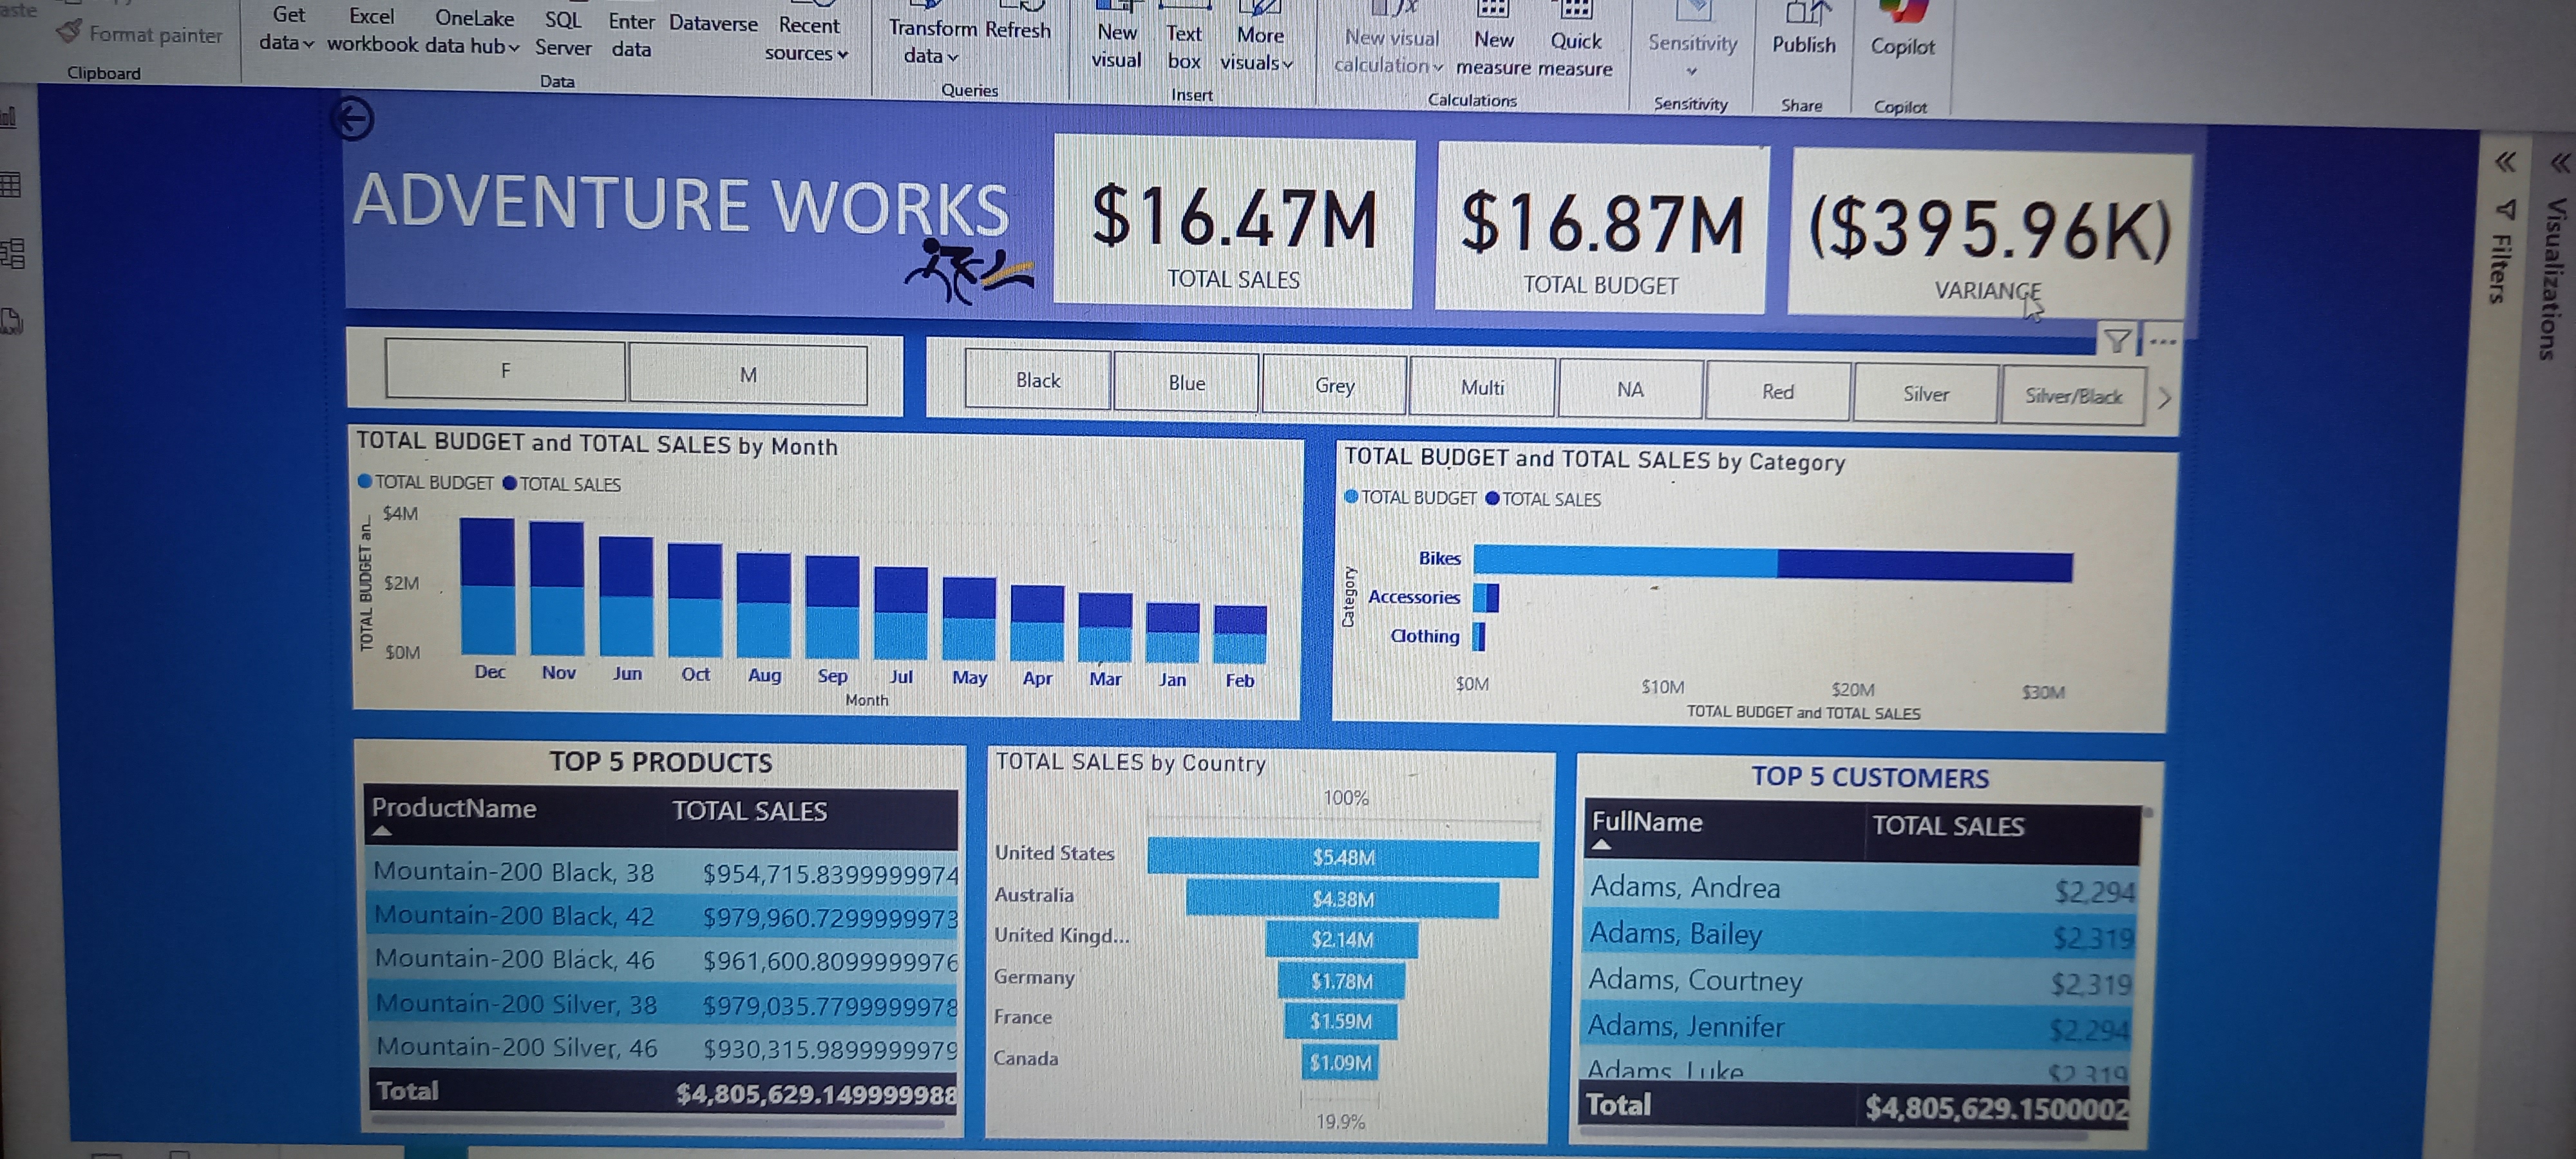 aste
Format painter
Clipboard
Get data
Excel workbook
OneLake data hub
SQL Server
Enter data
Dataverse
Recent sources
Data
Transform data
Refresh
Queries
New visual
Text box
More visuals
Insert
New visual calculation
New measure
Quick measure
Calculations
Sensitivity
Sensitivity
Publish
Share
Copilot
Copilot
ADVENTURE WORKS
$16.47M
TOTAL SALES
$16.87M
TOTAL BUDGET
($395.96K)
VARIANCE
Filters
Visualizations
F M
Black Blue Grey Multi NA Red Silver Silver/Black
TOTAL BUDGET and TOTAL SALES by Month
TOTAL BUDGET TOTAL SALES
TOTAL BUDGET an...
$4M
$2M
$0M
Dec Nov Jun Oct Aug Sep Jul May Apr Mar Jan Feb
Month
TOTAL BUDGET and TOTAL SALES by Category
TOTAL BUDGET TOTAL SALES
Category
Bikes
Accessories
Clothing
$0M $10M $20M $30M
TOTAL BUDGET and TOTAL SALES
TOP 5 PRODUCTS
ProductName TOTAL SALES
Mountain-200 Black, 38 $954,715.8399999974
Mountain-200 Black, 42 $979,960.7299999973
Mountain-200 Black, 46 $961,600.8099999976
Mountain-200 Silver, 38 $979,035.7799999978
Mountain-200 Silver, 46 $930,315.9899999979
Total $4,805,629.149999988
TOTAL SALES by Country
100%
United States $5.48M
Australia $4.38M
United Kingd... $2.14M
Germany $1.78M
France $1.59M
Canada $1.09M
19.9%
TOP 5 CUSTOMERS
FullName TOTAL SALES
Adams, Andrea $2,294
Adams, Bailey $2,319
Adams, Courtney $2,319
Adams, Jennifer $2,294
Adams, Luke $2,319
Total $4,805,629.1500002